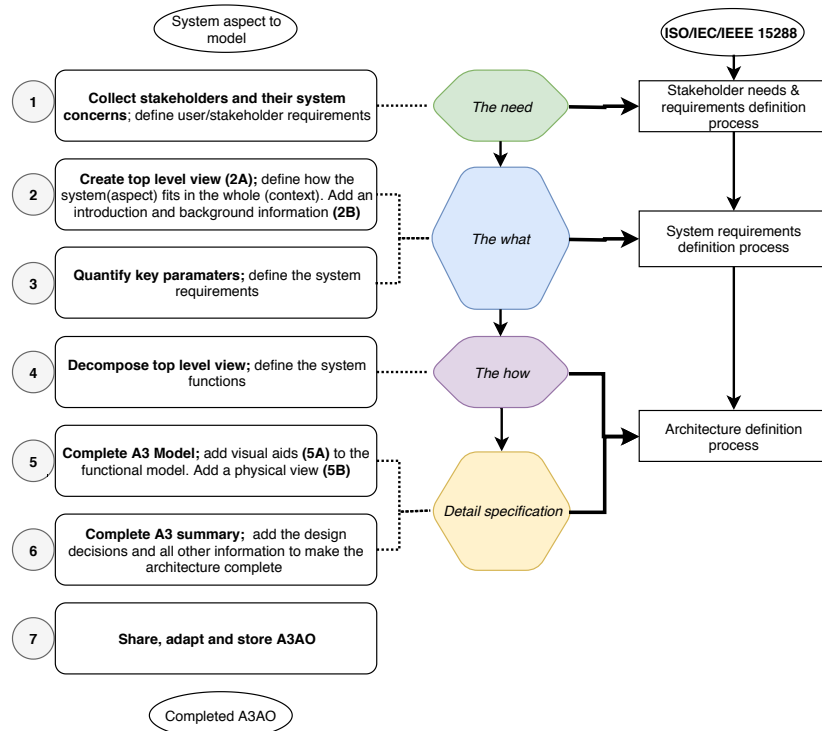 System aspect to
model
ISO/IEC/IEEE 15288
1
Collect stakeholders and their system
concerns; define user/stakeholder requirements
The need
Stakeholder needs &
requirements definition
process
2
Create top level view (2A); define how the
system(aspect) fits in the whole (context). Add an
introduction and background information (2B)
The what
System requirements
definition process
3
Quantify key paramaters; define the system
requirements
4
Decompose top level view; define the system
functions
The how
Architecture definition
process
5
Complete A3 Model; add visual aids (5A) to the
functional model. Add a physical view (5B)
Detail specification
6
Complete A3 summary; add the design
decisions and all other information to make the
architecture complete
7
Share, adapt and store A3AO
Completed A3AO